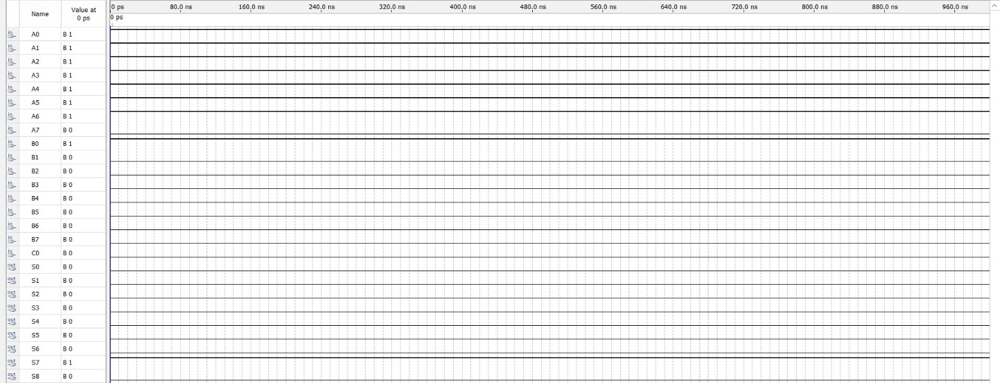 Name Value at 0 ps 0 ps 80.0 ns 160.0 ns 240.0 ns 320.0 ns 400.0 ns 480.0 ns 560.0 ns 640.0 ns 720.0 ns 800.0 ns 880.0 ns 960.0 ns
0 ps
in A0 B 1
in A1 B 1
in A2 B 1
in A3 B 1
in A4 B 1
in A5 B 1
in A6 B 1
in A7 B 0
in B0 B 1
in B1 B 0
in B2 B 0
in B3 B 0
in B4 B 0
in B5 B 0
in B6 B 0
in B7 B 0
in C0 B 0
out S0 B 0
out S1 B 0
out S2 B 0
out S3 B 0
out S4 B 0
out S5 B 0
out S6 B 0
out S7 B 1
out S8 B 0